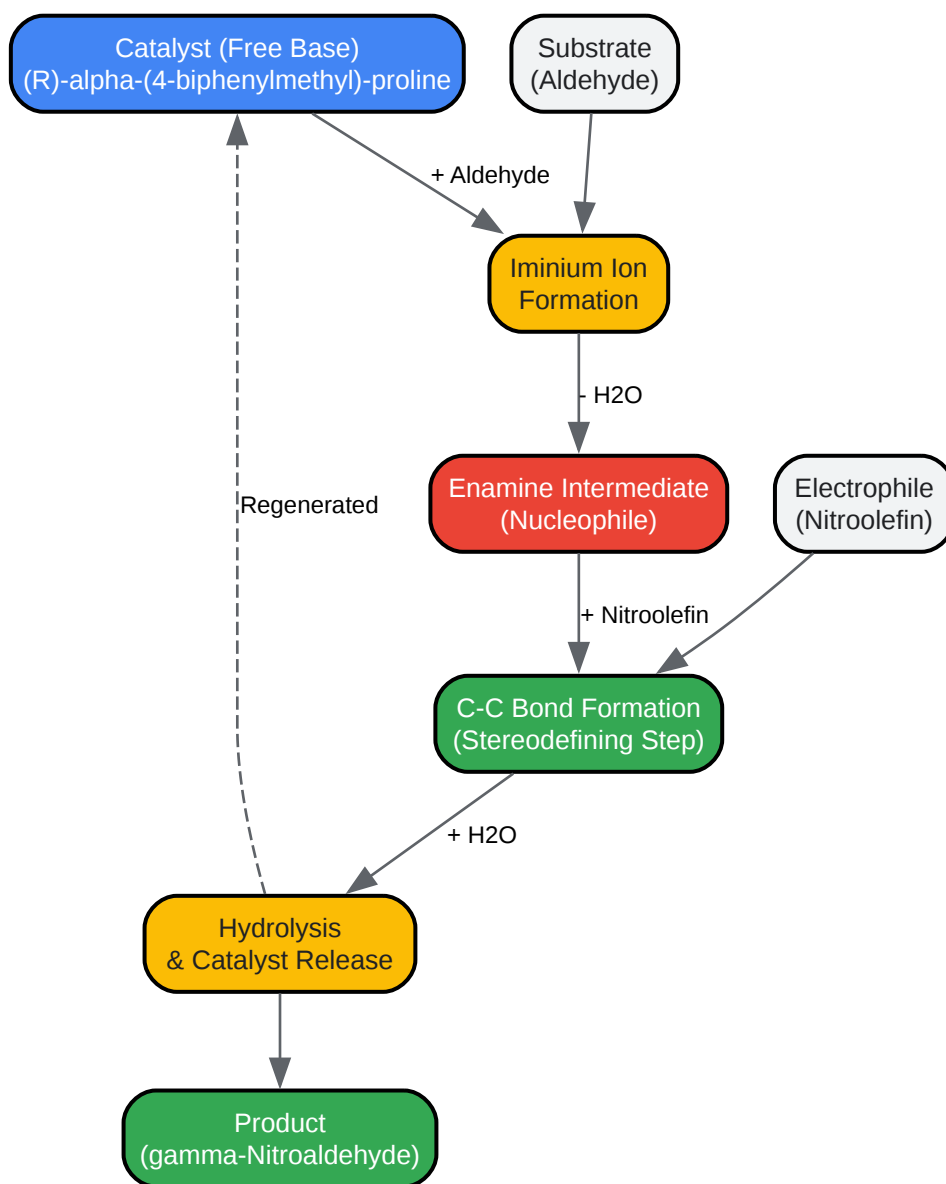 Catalyst (Free Base)
(R)-alpha-(4-biphenylmethyl)-proline
Substrate
(Aldehyde)
+ Aldehyde
Iminium Ion
Formation
- H2O
Enamine Intermediate
(Nucleophile)
Electrophile
(Nitroolefin)
Regenerated
+ Nitroolefin
C-C Bond Formation
(Stereodefining Step)
+ H2O
Hydrolysis
& Catalyst Release
Product
(gamma-Nitroaldehyde)